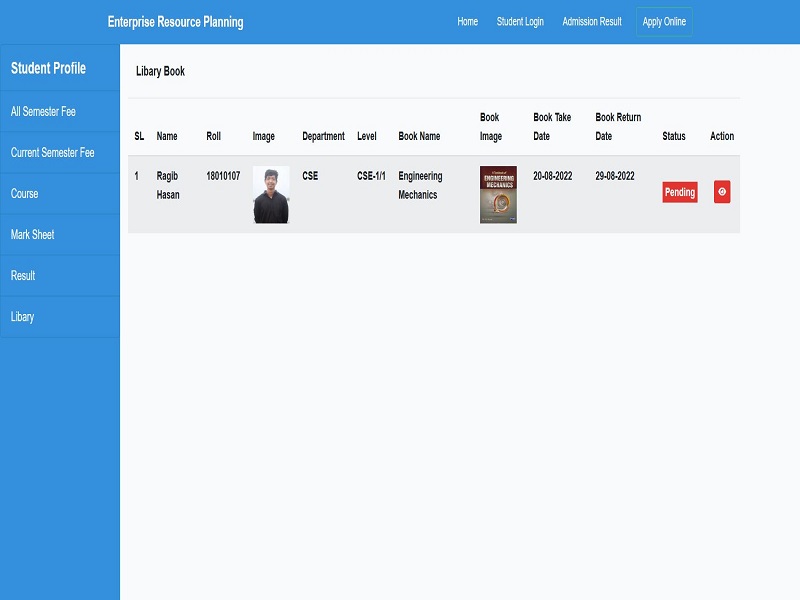 Enterprise Resource Planning
Home Student Login Admission Result Apply Online
Student Profile
All Semester Fee
Current Semester Fee
Course
Mark Sheet
Result
Libary
Libary Book
SL Name Roll Image Department Level Book Name Book Image Book Take Date Book Return Date Status Action
1 Ragib Hasan 18010107 CSE CSE-1/1 Engineering Mechanics 20-08-2022 29-08-2022 Pending
ENGINEERING
MECHANICS